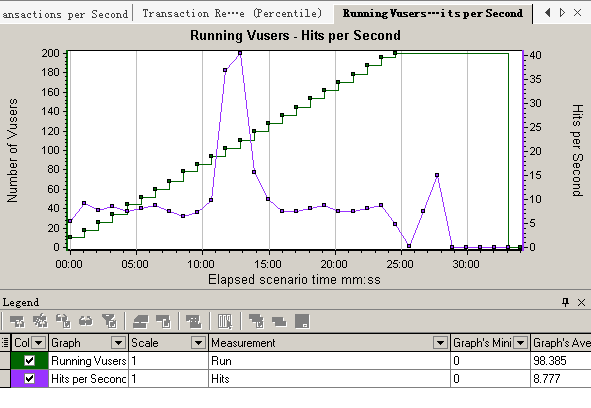 ansactions per Second
Transaction Re…e (Percentile)
Running Vusers…its per Second
Running Vusers - Hits per Second
Number of Vusers
200
180
160
140
120
100
80
60
40
20
0
40
35
30
25
20
15
10
5
0
Hits per Second
00:00 05:00 10:00 15:00 20:00 25:00 30:00
Elapsed scenario time mm:ss
Legend
Col Graph Scale Measurement Graph's Mini Graph's Ave
Running Vusers 1 Run 0 98.385
Hits per Second 1 Hits 0 8.777